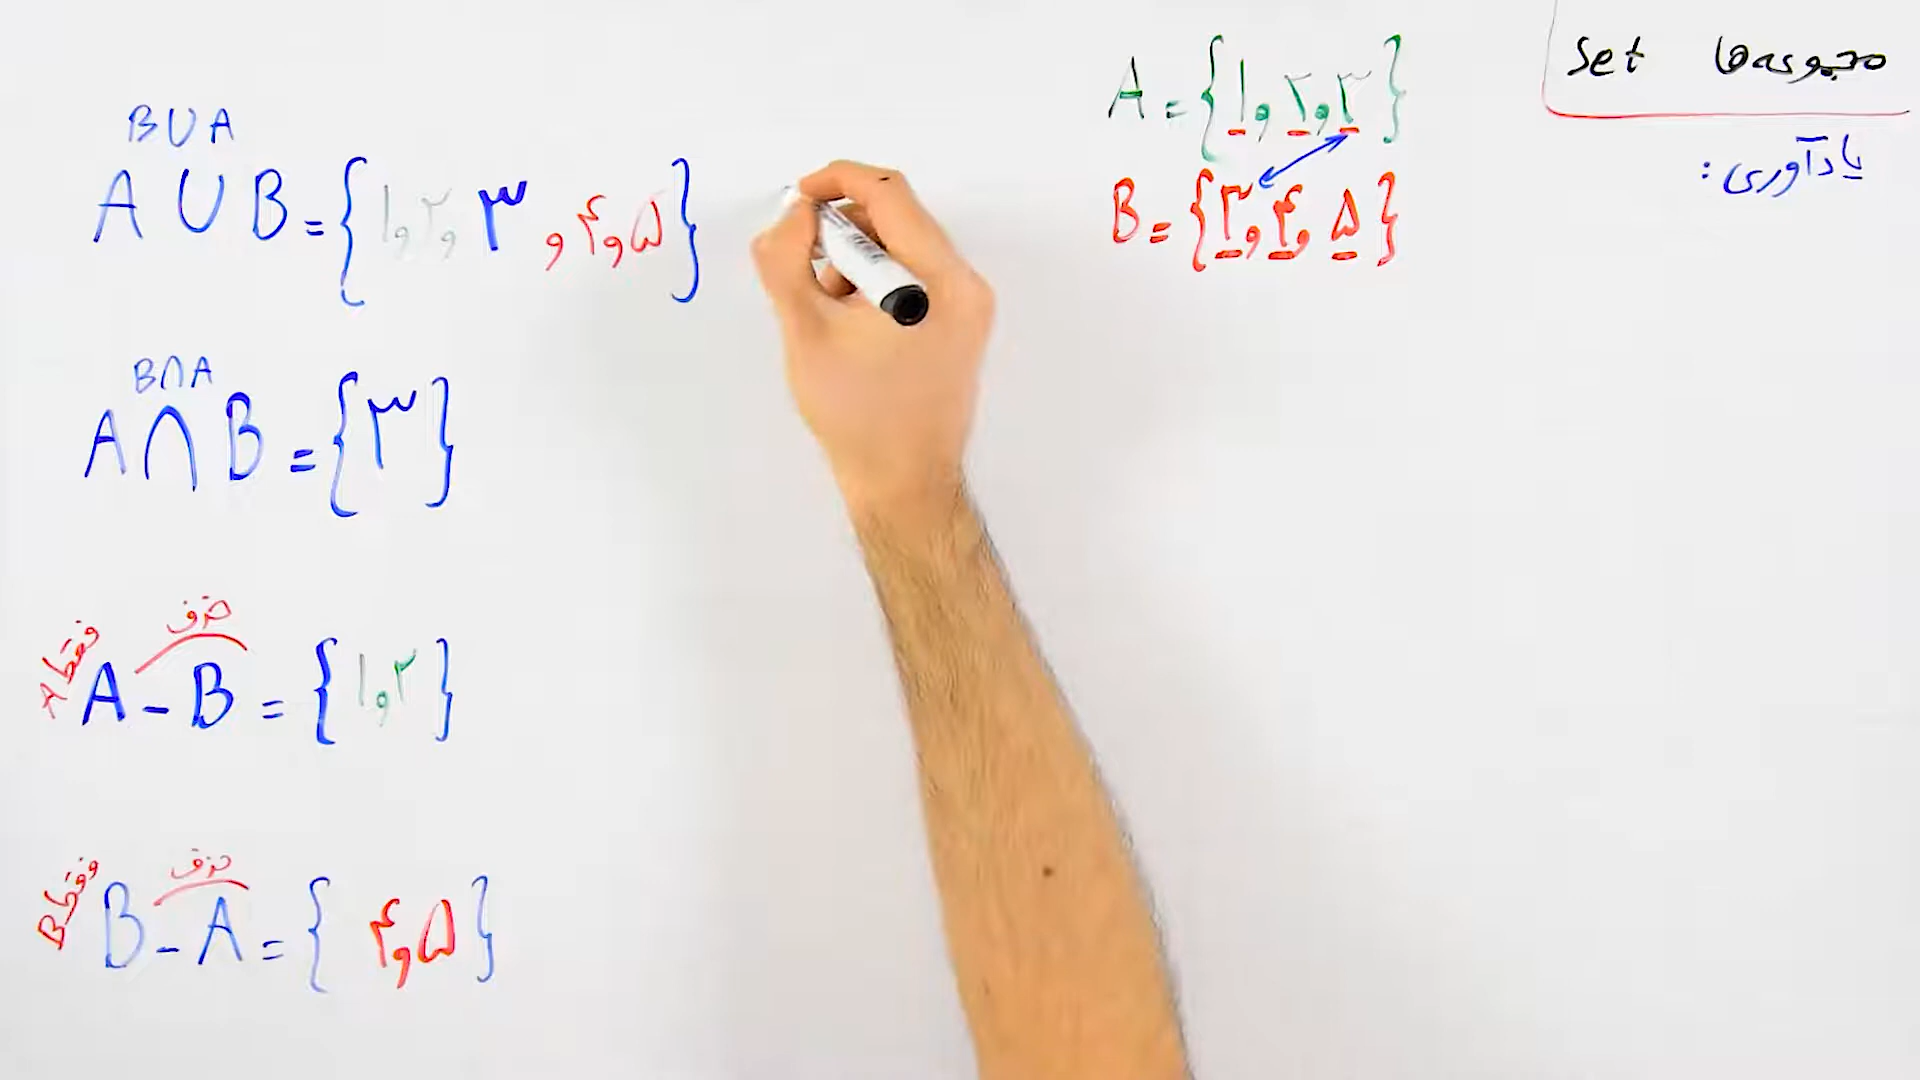 مجموعه‌ها Set
یادآوری:
A = {۱و۲و۳}
B = {۳و۴و۵}
B∪A
A ∪ B = {۱و۲و۳و۴و۵}
B∩A
A ∩ B = {۳}
حذف
فقط A
A - B = {۱و۲}
حذف
فقط B
B - A = {۴و۵}